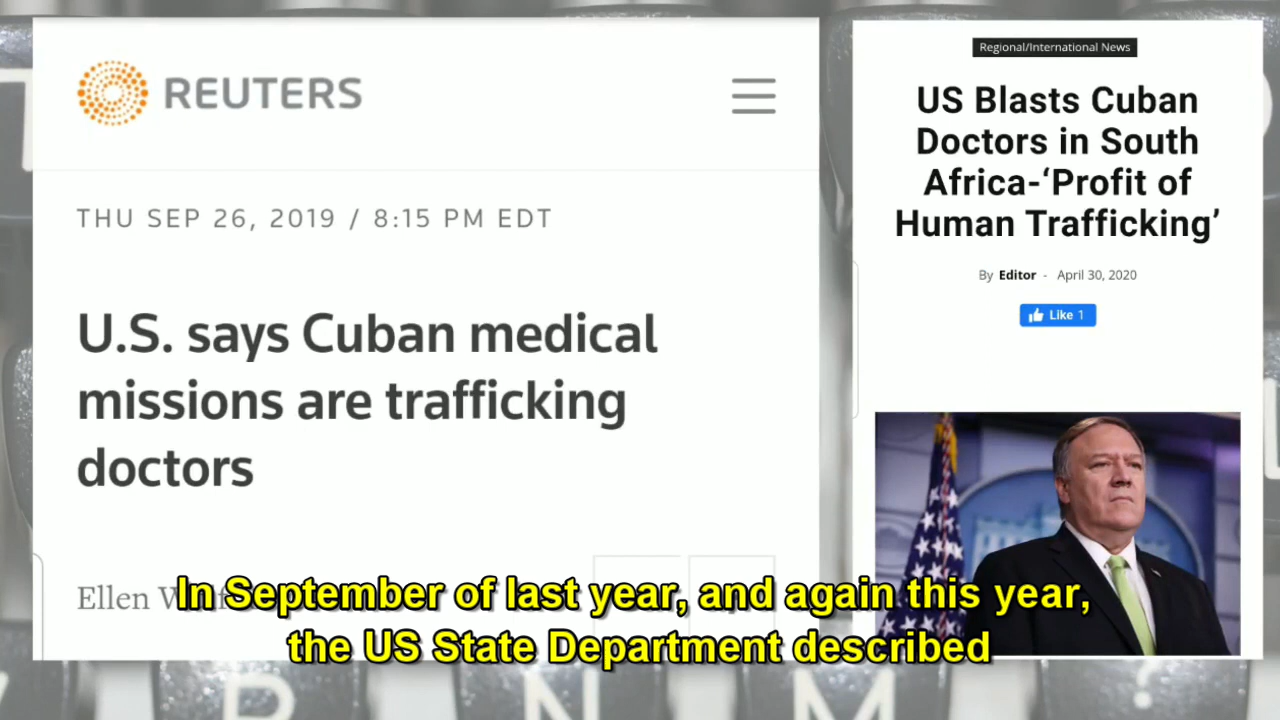 REUTERS
THU SEP 26, 2019 / 8:15 PM EDT
U.S. says Cuban medical
missions are trafficking
doctors
Ellen
Regional/International News
US Blasts Cuban
Doctors in South
Africa-‘Profit of
Human Trafficking’
By Editor - April 30, 2020
Like 1
In September of last year, and again this year,
the US State Department described
R N M ?